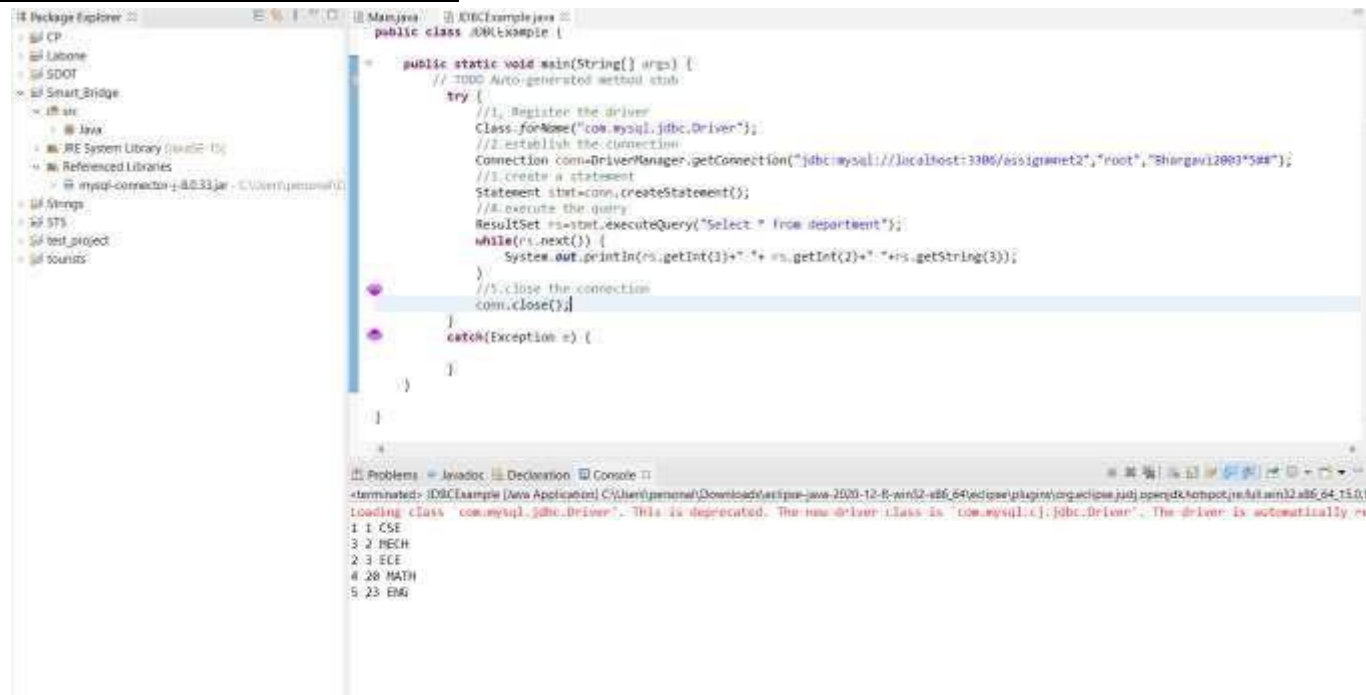 Package Explorer
CP
Labone
SDOT
Smart_Bridge
src
Java
JRE System Library
Referenced Libraries
mysql-connector-j-8.0.33.jar
Strings
STS
test_project
tourists
Main.java JDBCExample.java
public class JDBCExample {
public static void main(String[] args) {
// TODO Auto-generated method stub
try {
//1, Register the driver
Class.forName("com.mysql.jdbc.Driver");
//2.establish the connection
Connection conn=DriverManager.getConnection("jdbc:mysql://localhost:3306/assignmnet2","root","Bhargavi2003*5##");
//3.create a statement
Statement stmt=conn.createStatement();
//4.execute the query
ResultSet rs=stmt.executeQuery("Select * from department");
while(rs.next()) {
System.out.println(rs.getInt(1)+" "+ rs.getInt(2)+" "+rs.getString(3));
}
//5.close the connection
conn.close();
}
catch(Exception e) {
}
}
}
Problems Javadoc Declaration Console
<terminated> JDBCExample [Java Application]
Loading class `com.mysql.jdbc.Driver'. This is deprecated. The new driver class is `com.mysql.cj.jdbc.Driver'. The driver is automatically
1 1 CSE
3 2 MECH
2 3 ECE
4 20 MATH
5 23 ENG